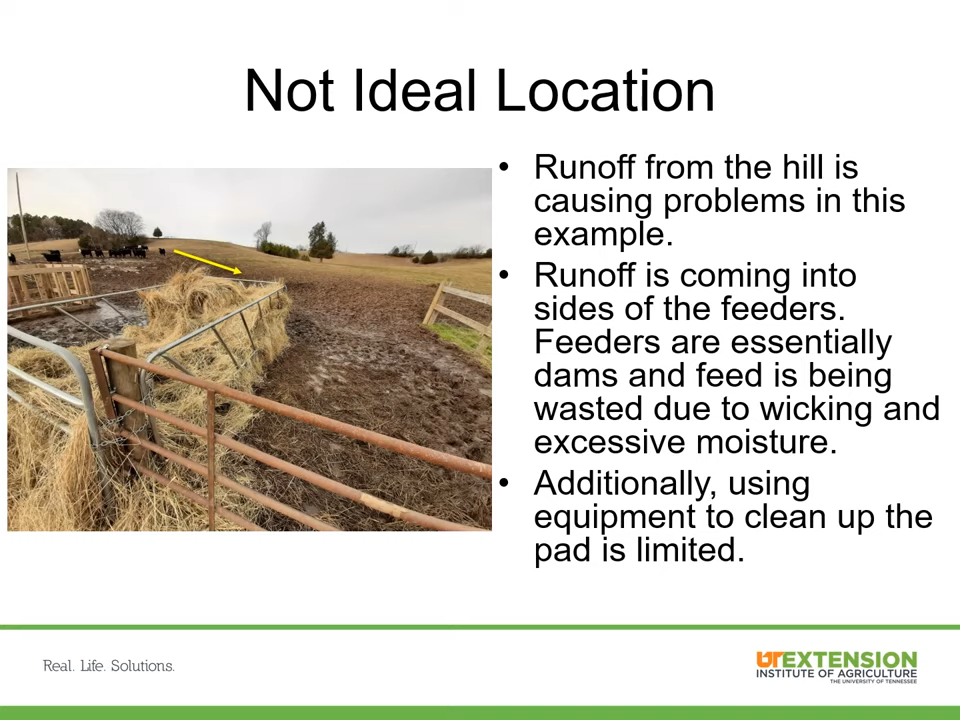 Not Ideal Location
• Runoff from the hill is
causing problems in this
example.
• Runoff is coming into
sides of the feeders.
Feeders are essentially
dams and feed is being
wasted due to wicking and
excessive moisture.
• Additionally, using
equipment to clean up the
pad is limited.
Real. Life. Solutions.
UTEXTENSION
INSTITUTE OF AGRICULTURE
THE UNIVERSITY OF TENNESSEE